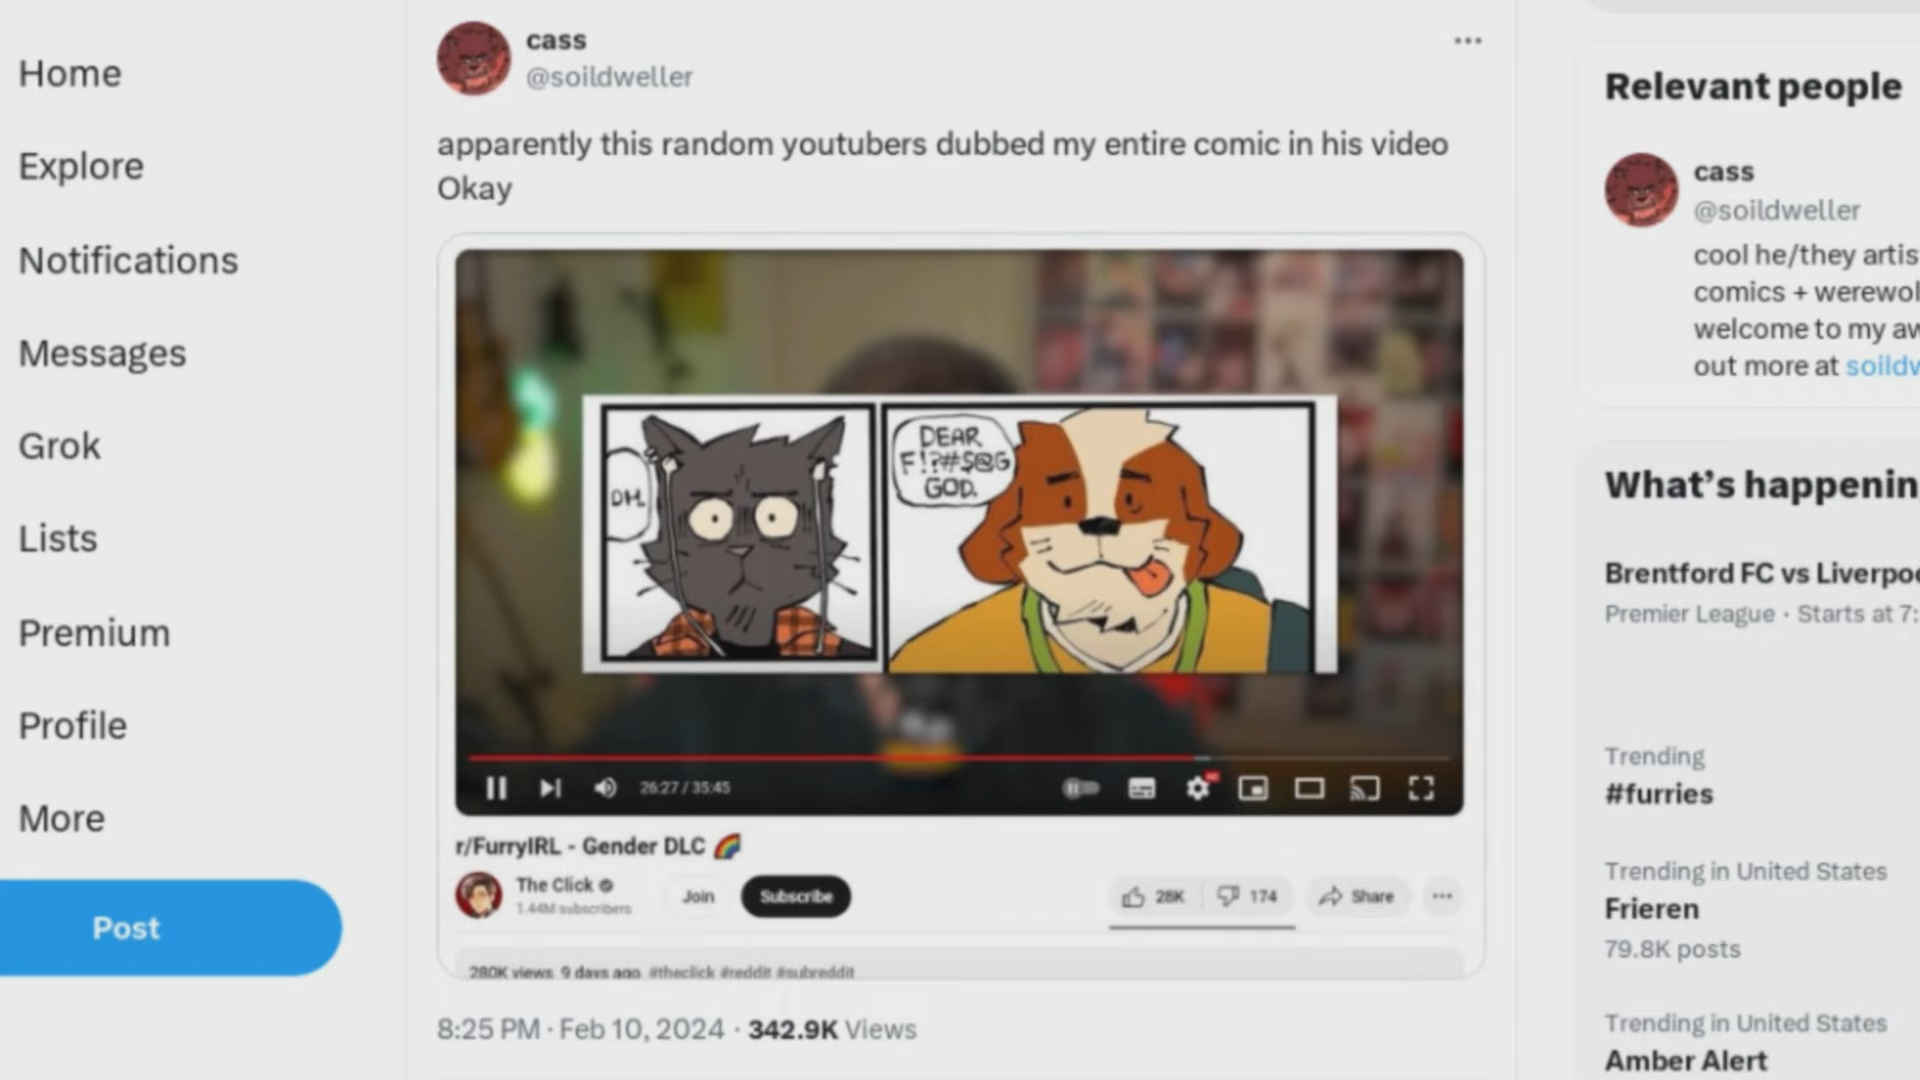 Home
Explore
Notifications
Messages
Grok
Lists
Premium
Profile
More
Post
cass
@soildweller
apparently this random youtubers dubbed my entire comic in his video
Okay
OH.
DEAR
F!?#$@G
GOD.
26:27 / 35:45
r/FurryIRL - Gender DLC 🌈
The Click
1.44M subscribers
Join
Subscribe
28K
174
Share
280K views 9 days ago #theclick #reddit #subreddit
8:25 PM · Feb 10, 2024 · 342.9K Views
Relevant people
cass
@soildweller
cool he/they artis
comics + werewol
welcome to my aw
out more at soildw
What's happenin
Brentford FC vs Liverpoo
Premier League · Starts at 7:
Trending
#furries
Trending in United States
Frieren
79.8K posts
Trending in United States
Amber Alert